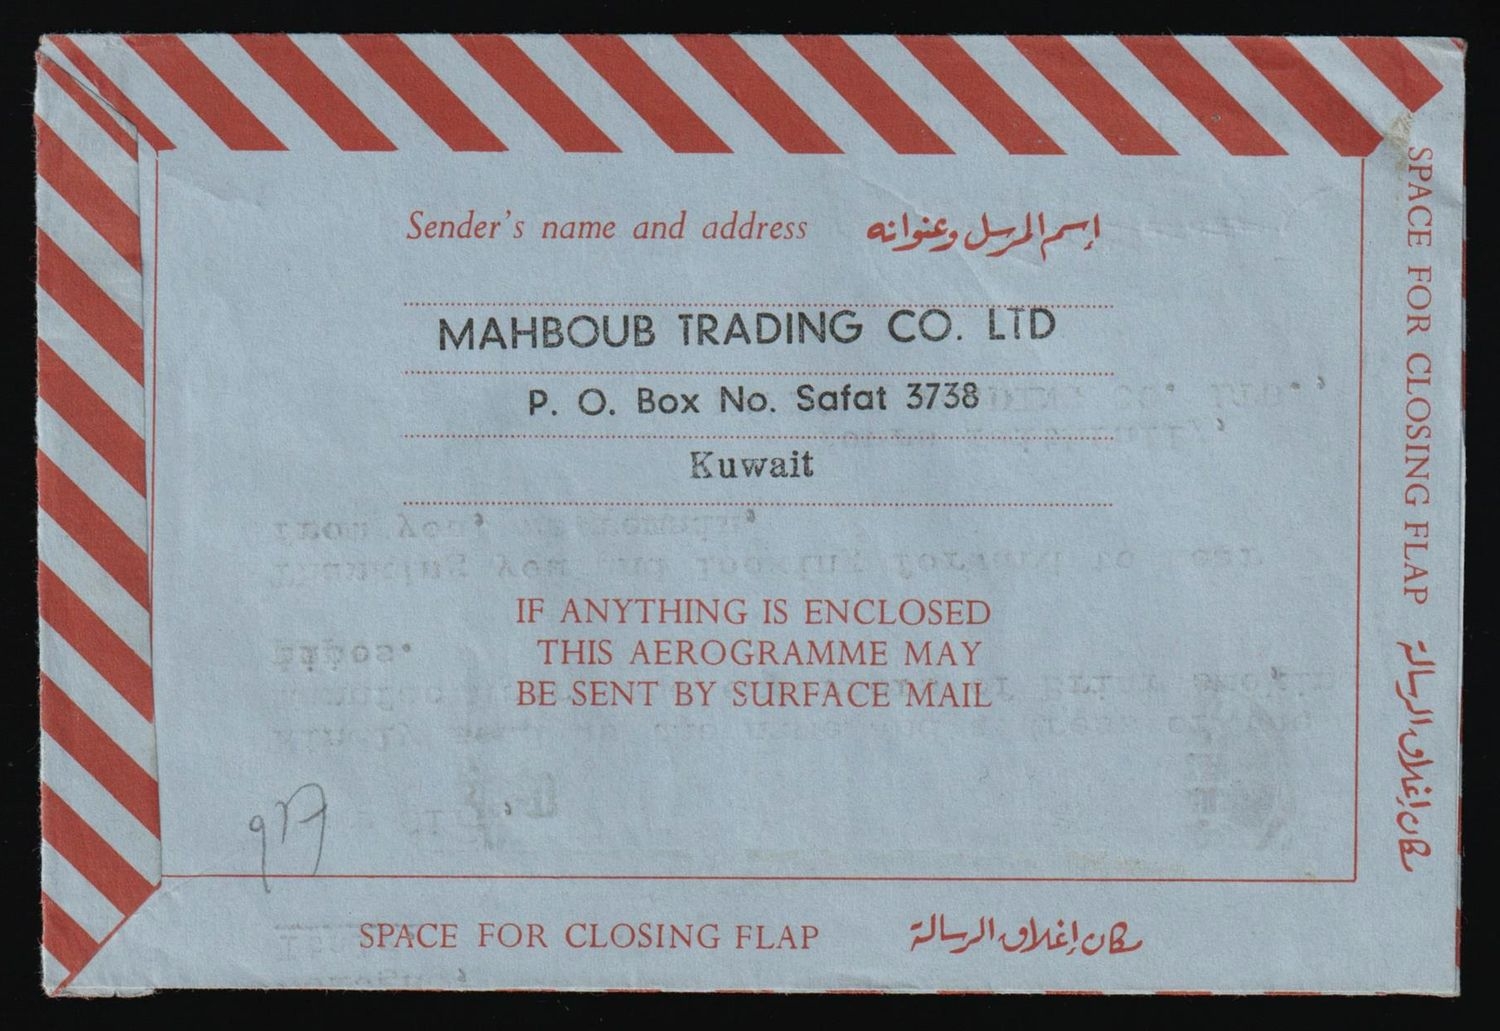 Sender's name and address إسم المرسل وعنوانه
MAHBOUB TRADING CO. LTD
P. O. Box No. Safat 3738
Kuwait
IF ANYTHING IS ENCLOSED
THIS AEROGRAMME MAY
BE SENT BY SURFACE MAIL
SPACE FOR CLOSING FLAP مكان إغلاق الرسالة
SPACE FOR CLOSING FLAP مكان إغلاق الرسالة